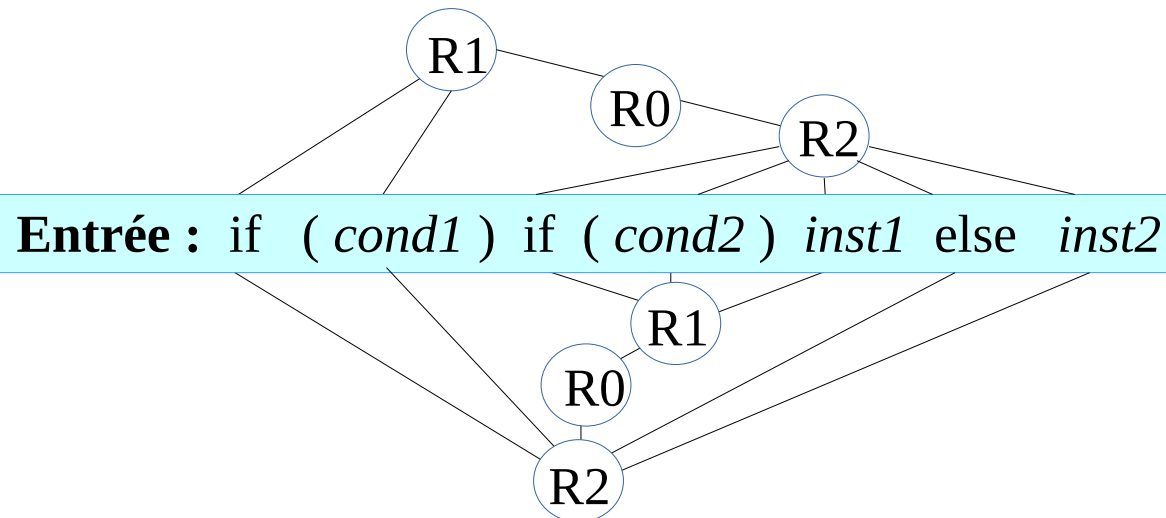 R1
R0
R2
Entrée : if ( cond1 ) if ( cond2 ) inst1 else inst2
R1
R0
R2